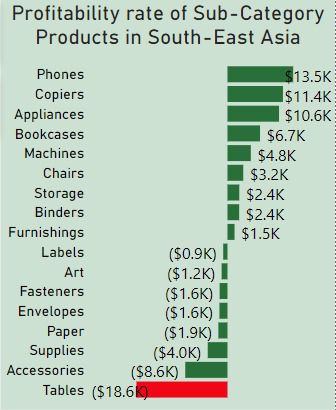 Profitability rate of Sub-Category
Products in South-East Asia
Phones $13.5K
Copiers $11.4K
Appliances $10.6K
Bookcases $6.7K
Machines $4.8K
Chairs $3.2K
Storage $2.4K
Binders $2.4K
Furnishings $1.5K
Labels ($0.9K)
Art ($1.2K)
Fasteners ($1.6K)
Envelopes ($1.6K)
Paper ($1.9K)
Supplies ($4.0K)
Accessories ($8.6K)
Tables ($18.6K)